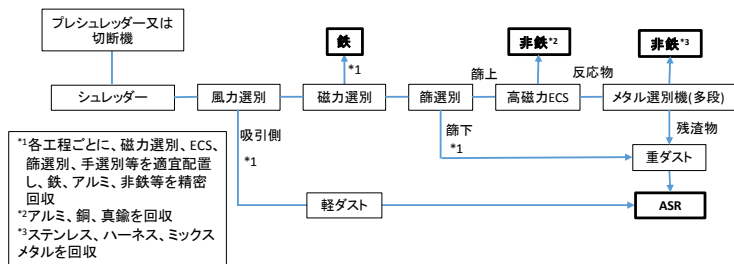 プレシュレッダー又は
切断機
鉄
非鉄*2
非鉄*3
*1
篩上
反応物
シュレッダー
風力選別
磁力選別
篩選別
高磁力ECS
メタル選別機(多段)
吸引側
*1
篩下
*1
残渣物
重ダスト
軽ダスト
ASR
*1各工程ごとに、磁力選別、ECS、
篩選別、手選別等を適宜配置
し、鉄、アルミ、非鉄等を精密
回収
*2アルミ、銅、真鍮を回収
*3ステンレス、ハーネス、ミックス
メタルを回収